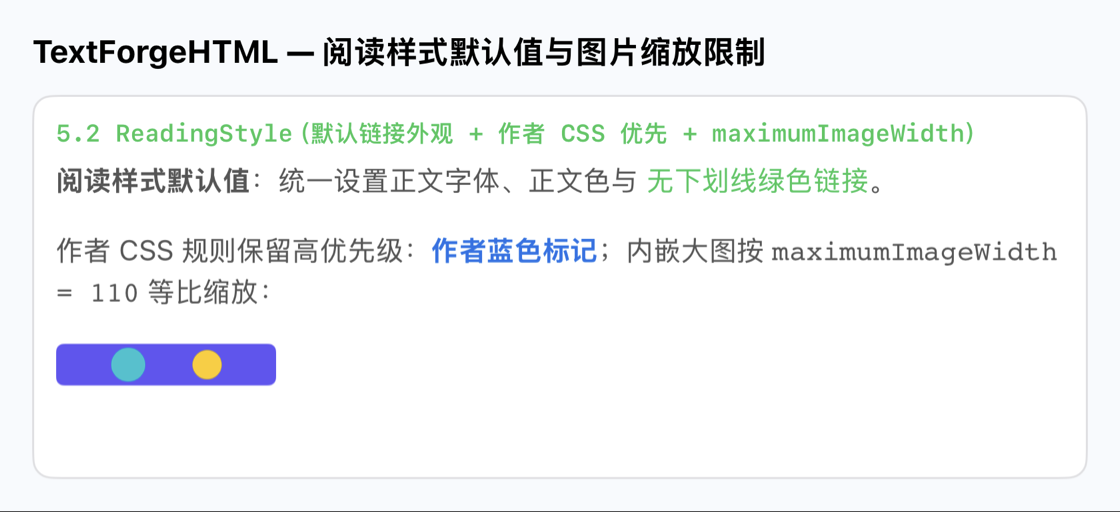 TextForgeHTML — 阅读样式默认值与图片缩放限制
5.2 ReadingStyle(默认链接外观 + 作者 CSS 优先 + maximumImageWidth)
阅读样式默认值：统一设置正文字体、正文色与 无下划线绿色链接。
作者 CSS 规则保留高优先级：作者蓝色标记；内嵌大图按 maximumImageWidth
= 110 等比缩放：